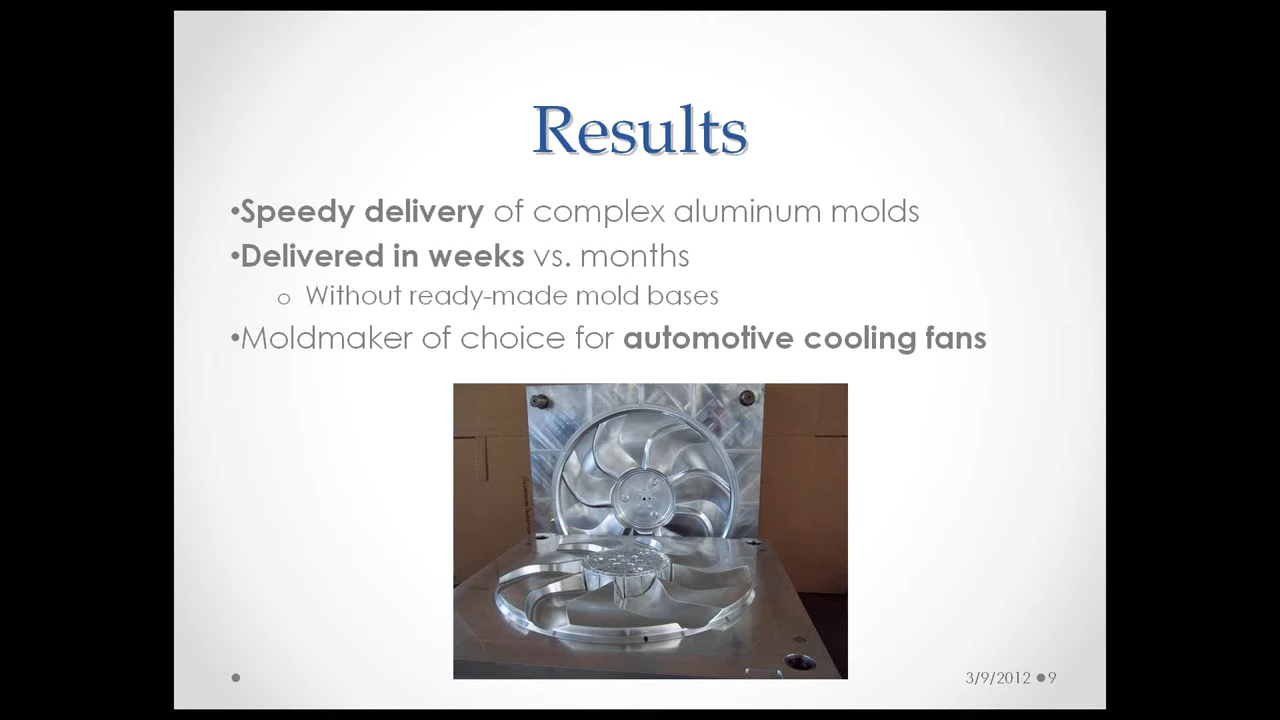 Results
•Speedy delivery of complex aluminum molds
•Delivered in weeks vs. months
o Without ready-made mold bases
•Moldmaker of choice for automotive cooling fans
3/9/2012 ●9